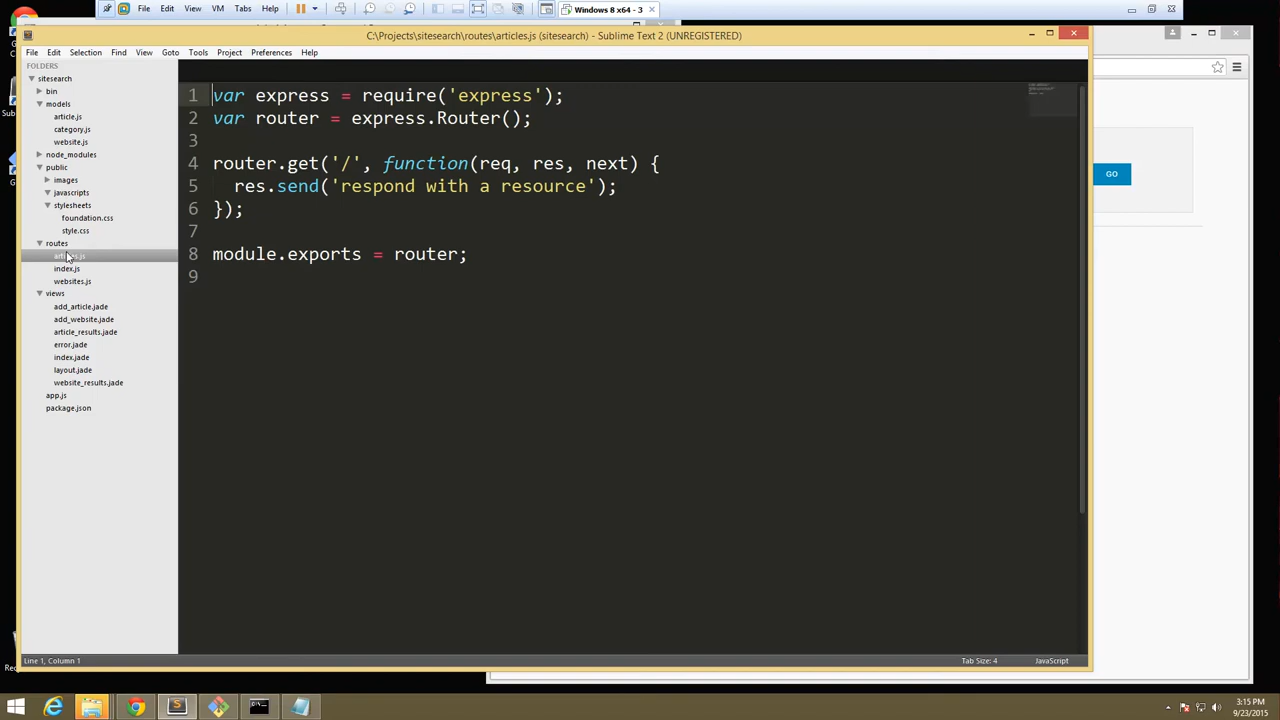 File Edit View VM Tabs Help
Windows 8 x64 - 3
C:\Projects\sitesearch\routes\articles.js (sitesearch) - Sublime Text 2 (UNREGISTERED)
File Edit Selection Find View Goto Tools Project Preferences Help
FOLDERS
sitesearch
bin
models
article.js
category.js
website.js
node_modules
public
images
javascripts
stylesheets
foundation.css
style.css
routes
articles.js
index.js
websites.js
views
add_article.jade
add_website.jade
article_results.jade
error.jade
index.jade
layout.jade
website_results.jade
app.js
package.json
1 var express = require('express');
2 var router = express.Router();
3
4 router.get('/', function(req, res, next) {
5 res.send('respond with a resource');
6 });
7
8 module.exports = router;
9
GO
Line 1, Column 1
Tab Size: 4
JavaScript
3:15 PM
9/23/2015